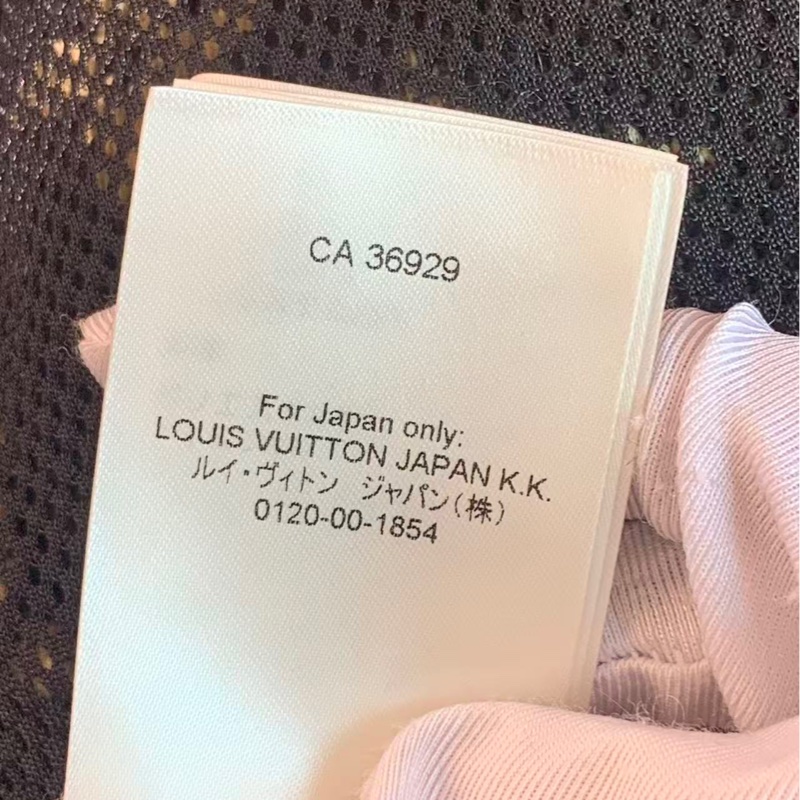 CA 36929
For Japan only:
LOUIS VUITTON JAPAN K.K.
ルイ・ヴィトン ジャパン(株)
0120-00-1854